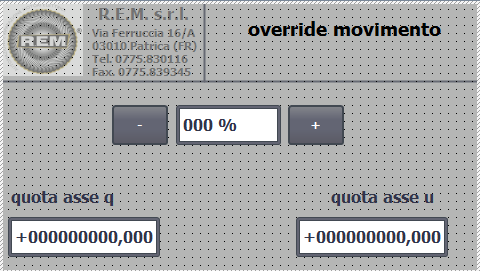 R.E.M. s.r.l.
override movimento
REM
Via Ferruccia 16/A
03010.Patrica (FR)
Tel. 0775.830116
Fax. 0775.839345
- 000 % +
quota asse q quota asse u
+000000000,000 +000000000,000